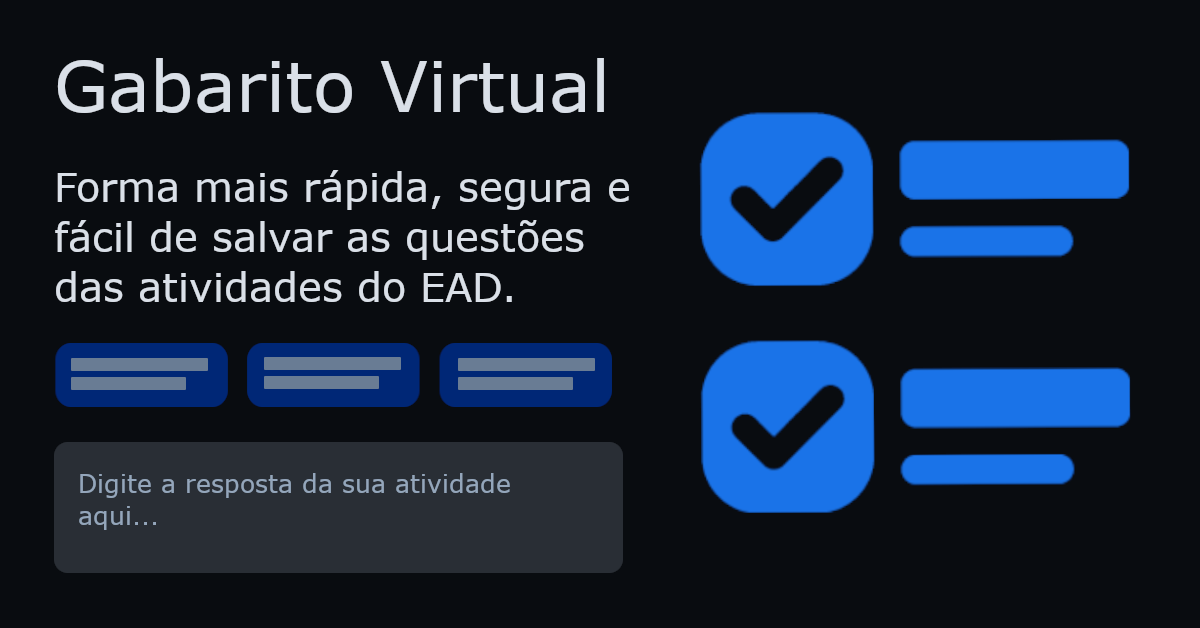 Gabarito Virtual
Forma mais rápida, segura e
fácil de salvar as questões
das atividades do EAD.
Digite a resposta da sua atividade
aqui...